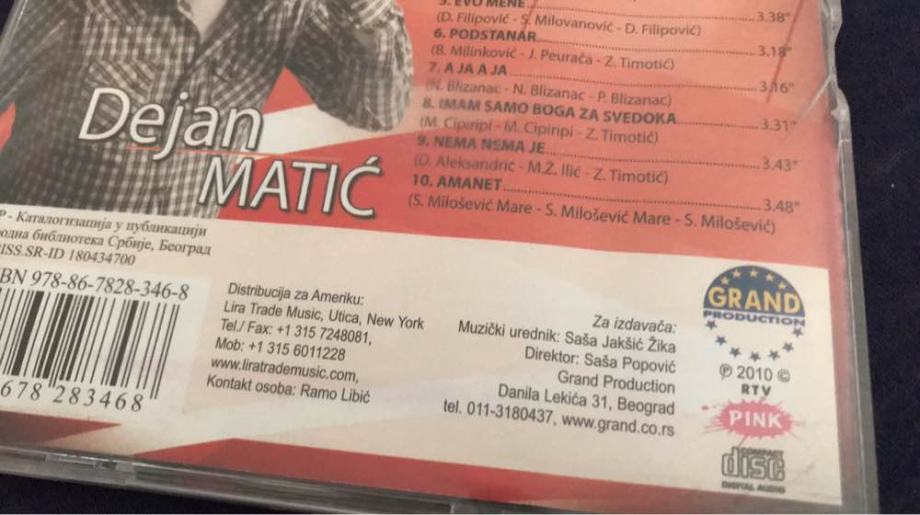 5. EVO MENE 3.38"
(D. Filipović - S. Milovanović - D. Filipović)
6. PODSTANAR 3.18"
(B. Milinković - J. Peurača - Z. Timotić)
7. A JA A JA 3.16"
(N. Blizanac - N. Blizanac - P. Blizanac)
8. IMAM SAMO BOGA ZA SVEDOKA 3.31"
(M. Cipiripi - M. Cipiripi - Z. Timotić)
9. NEMA NEMA JE 3.43"
(D. Aleksandrić - M.Ž. Ilić - Z. Timotić)
10. AMANET 3.48"
(S. Milošević Mare - S. Milošević Mare - S. Milošević)
Dejan
MATIĆ
P - Каталогизација у публикацији
одна библиотека Србије, Београд
ISS.SR-ID 180434700
BN 978-86-7828-346-8
678 283468
Distribucija za Ameriku:
Lira Trade Music, Utica, New York
Tel./ Fax: +1 315 7248081,
Mob: +1 315 6011228
www.liratrademusic.com,
Kontakt osoba: Ramo Libić
Za izdavača:
Muzički urednik: Saša Jakšić Žika
Direktor: Saša Popović
Grand Production
Danila Lekića 31, Beograd
tel. 011-3180437, www.grand.co.rs
GRAND
PRODUCTION
℗ 2010 ©
RTV
PINK
COMPACT
disc
DIGITAL AUDIO